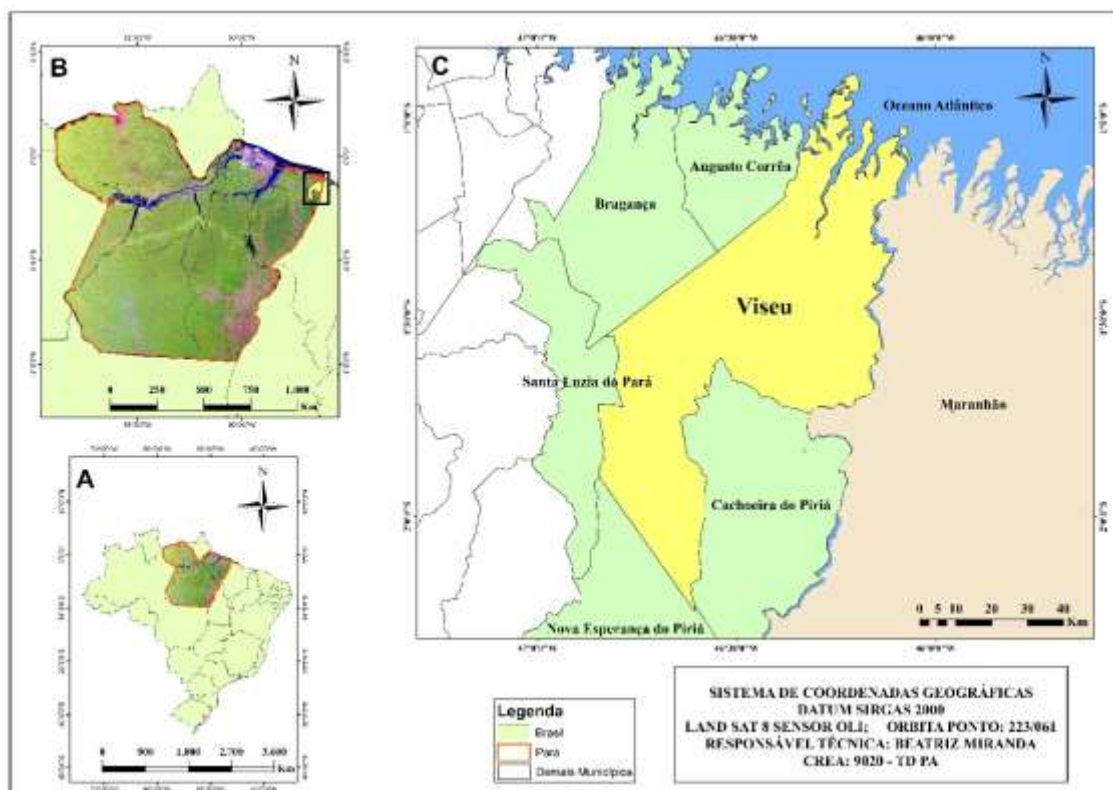 B
N
0 250 500 750 1.000
Km
A
N
0 900 1.800 2.700 3.600
Km
C
N
Oceano Atlântico
Augusto Corrêa
Bragança
Viseu
Santa Luzia do Pará
Maranhão
Cachoeira do Piriá
Nova Esperança do Piriá
0 5 10 20 30 40
Km
Legenda
Brasil
Pará
SISTEMA DE COORDENADAS GEOGRÁFICAS
DATUM SIRGAS 2000
LAND SAT 8 SENSOR OLI; ORBITA PONTO: 223/061
RESPONSÁVEL TÉCNICA: BEATRIZ MIRANDA
CREA: 9020 - TD PA